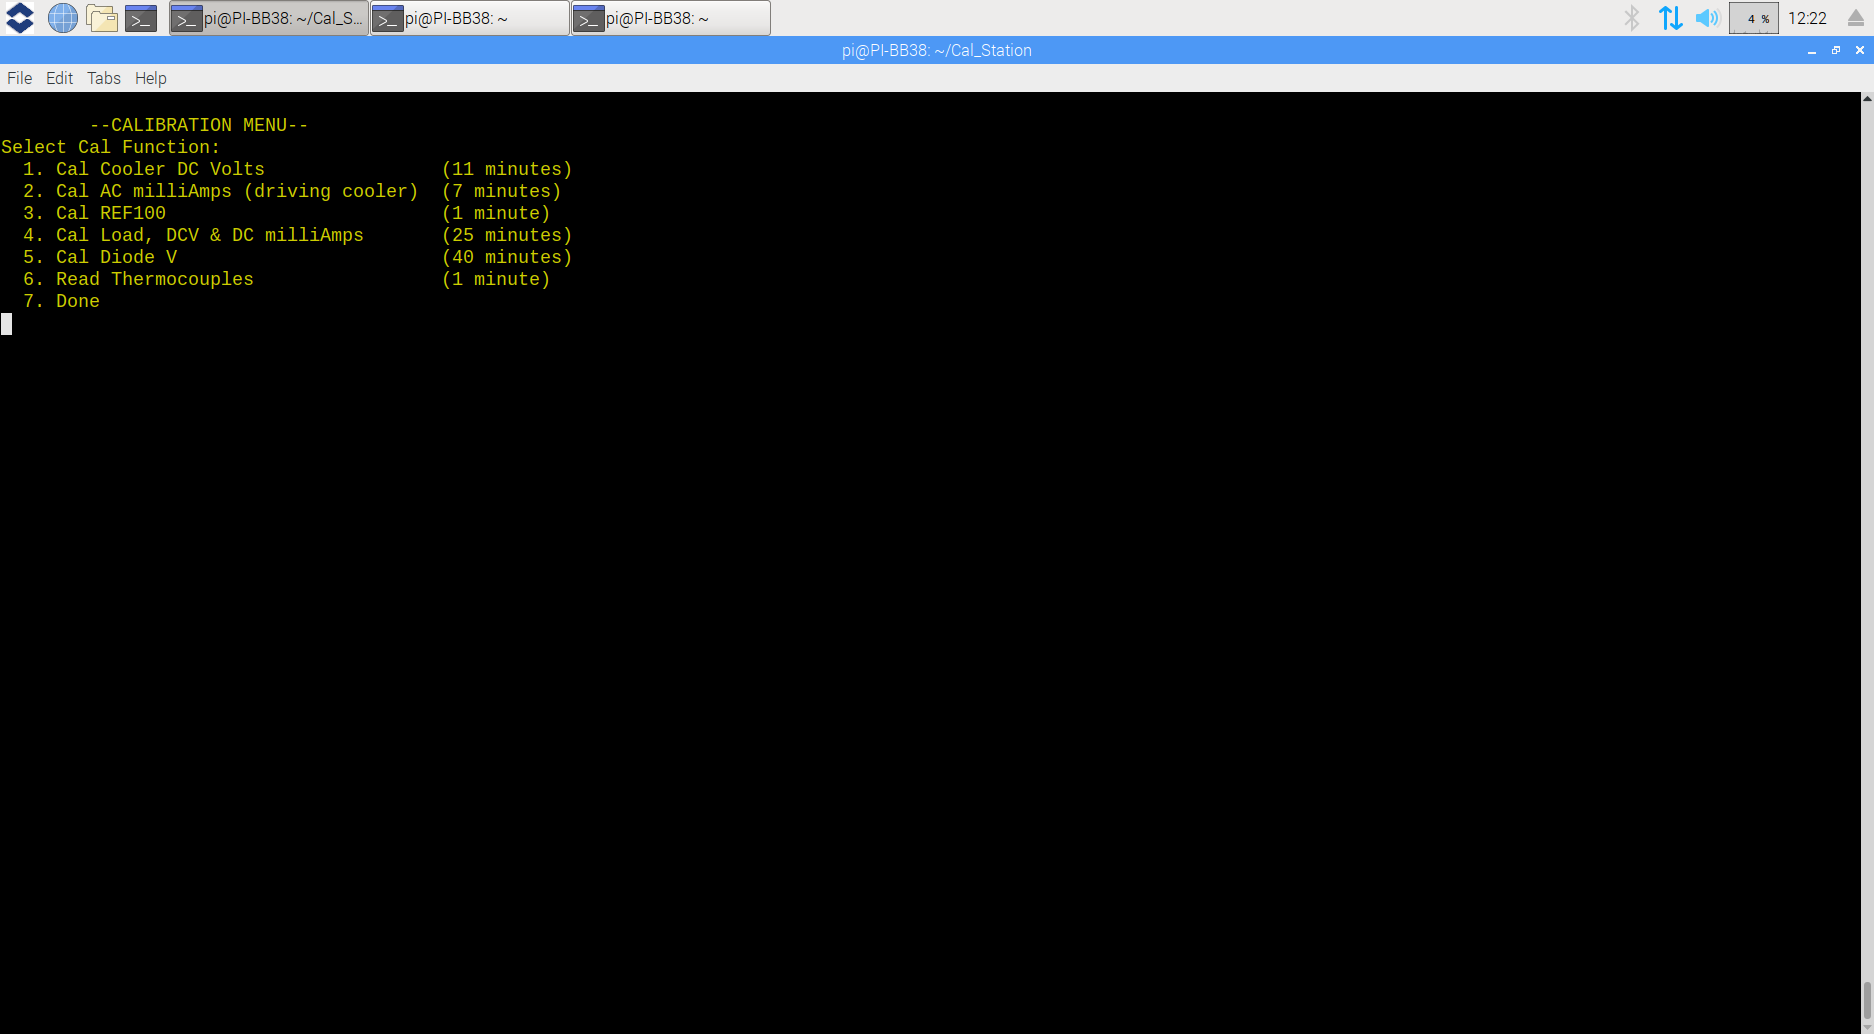 pi@PI-BB38: ~/Cal_S... pi@PI-BB38: ~ pi@PI-BB38: ~ 4 % 12:22
pi@PI-BB38: ~/Cal_Station
File Edit Tabs Help
--CALIBRATION MENU--
Select Cal Function:
1. Cal Cooler DC Volts (11 minutes)
2. Cal AC milliAmps (driving cooler) (7 minutes)
3. Cal REF100 (1 minute)
4. Cal Load, DCV & DC milliAmps (25 minutes)
5. Cal Diode V (40 minutes)
6. Read Thermocouples (1 minute)
7. Done